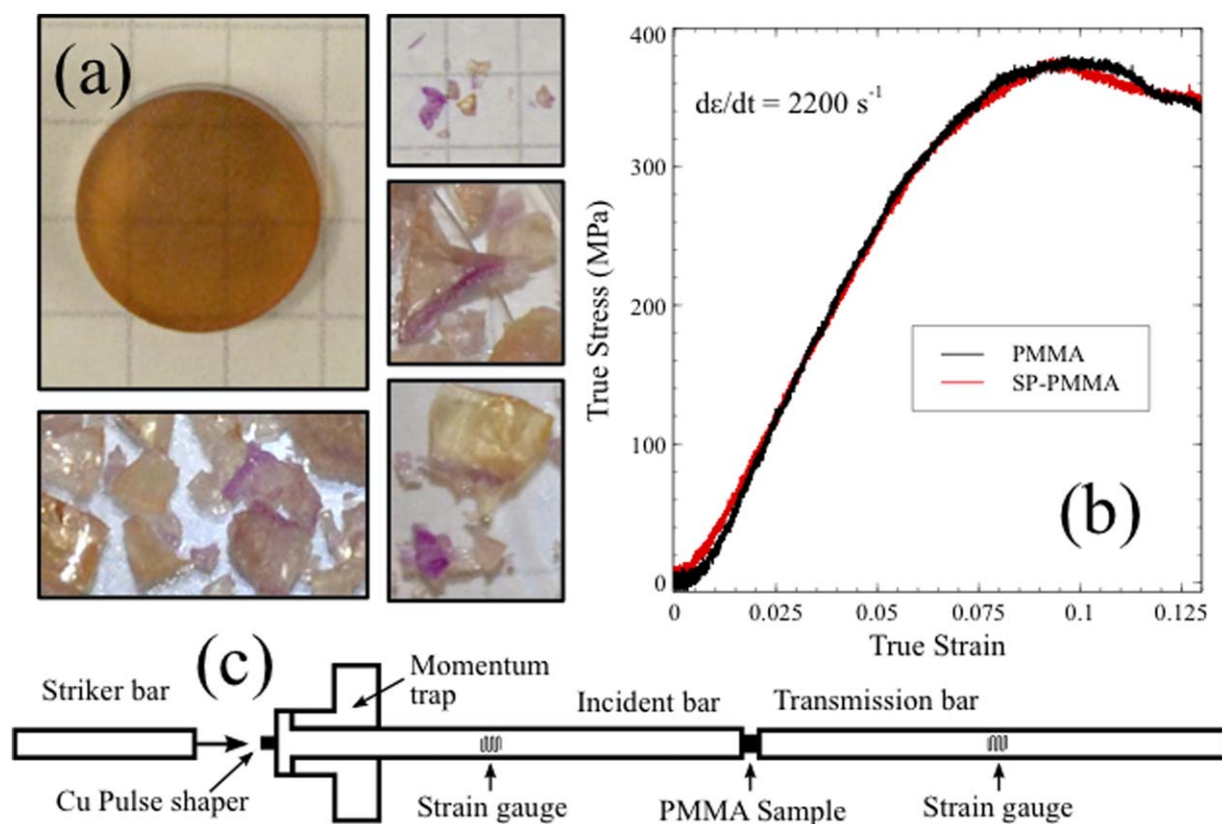 (a)
400
dε/dt = 2200 s⁻¹
300
True Stress (MPa)
200
PMMA
SP-PMMA
100
(b)
0
0 0.025 0.05 0.075 0.1 0.125
True Strain
(c)
Striker bar
Momentum
trap
Incident bar
Transmission bar
Cu Pulse shaper
Strain gauge
PMMA Sample
Strain gauge